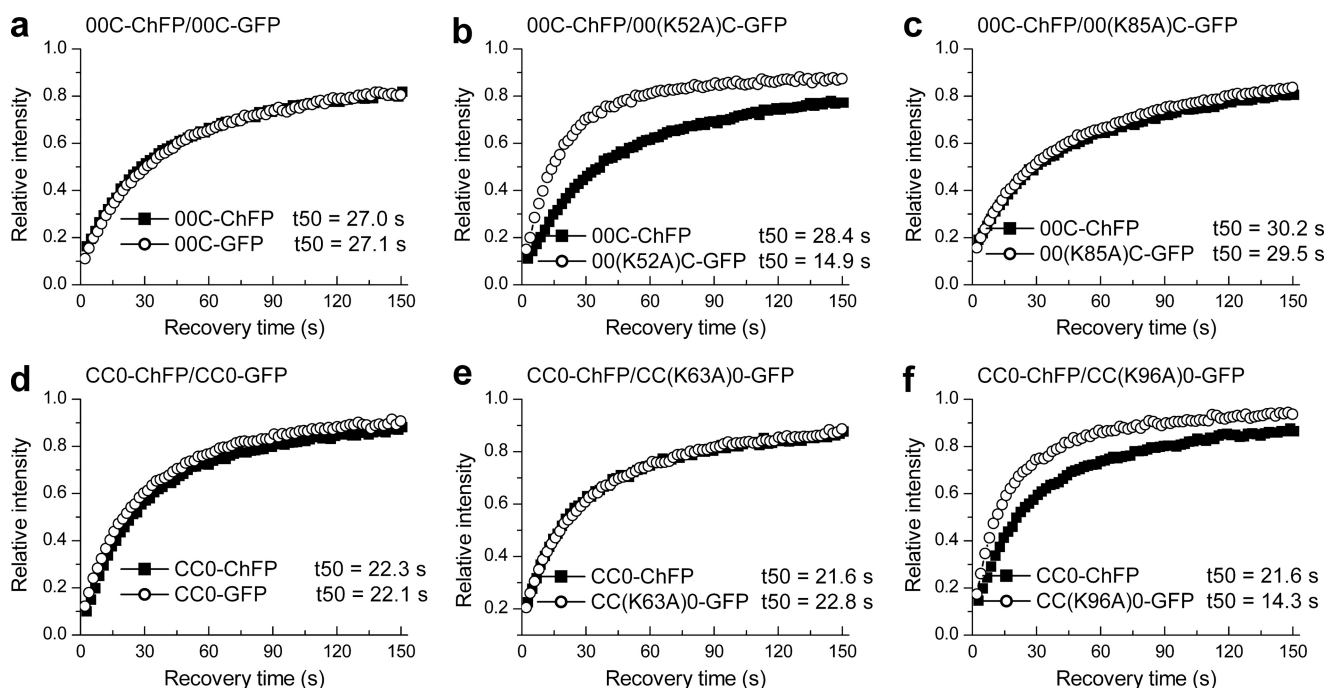 a 00C-ChFP/00C-GFP
Relative intensity
1.0
0.8
0.6
0.4
0.2
0.0
00C-ChFP t50 = 27.0 s
00C-GFP t50 = 27.1 s
0 30 60 90 120 150
Recovery time (s)
b 00C-ChFP/00(K52A)C-GFP
Relative intensity
1.0
0.8
0.6
0.4
0.2
0.0
00C-ChFP t50 = 28.4 s
00(K52A)C-GFP t50 = 14.9 s
0 30 60 90 120 150
Recovery time (s)
c 00C-ChFP/00(K85A)C-GFP
Relative intensity
1.0
0.8
0.6
0.4
0.2
0.0
00C-ChFP t50 = 30.2 s
00(K85A)C-GFP t50 = 29.5 s
0 30 60 90 120 150
Recovery time (s)
d CC0-ChFP/CC0-GFP
Relative intensity
1.0
0.8
0.6
0.4
0.2
0.0
CC0-ChFP t50 = 22.3 s
CC0-GFP t50 = 22.1 s
0 30 60 90 120 150
Recovery time (s)
e CC0-ChFP/CC(K63A)0-GFP
Relative intensity
1.0
0.8
0.6
0.4
0.2
CC0-ChFP t50 = 21.6 s
CC(K63A)0-GFP t50 = 22.8 s
0 30 60 90 120 150
Recovery time (s)
f CC0-ChFP/CC(K96A)0-GFP
Relative intensity
1.0
0.8
0.6
0.4
0.2
0.0
CC0-ChFP t50 = 21.6 s
CC(K96A)0-GFP t50 = 14.3 s
0 30 60 90 120 150
Recovery time (s)